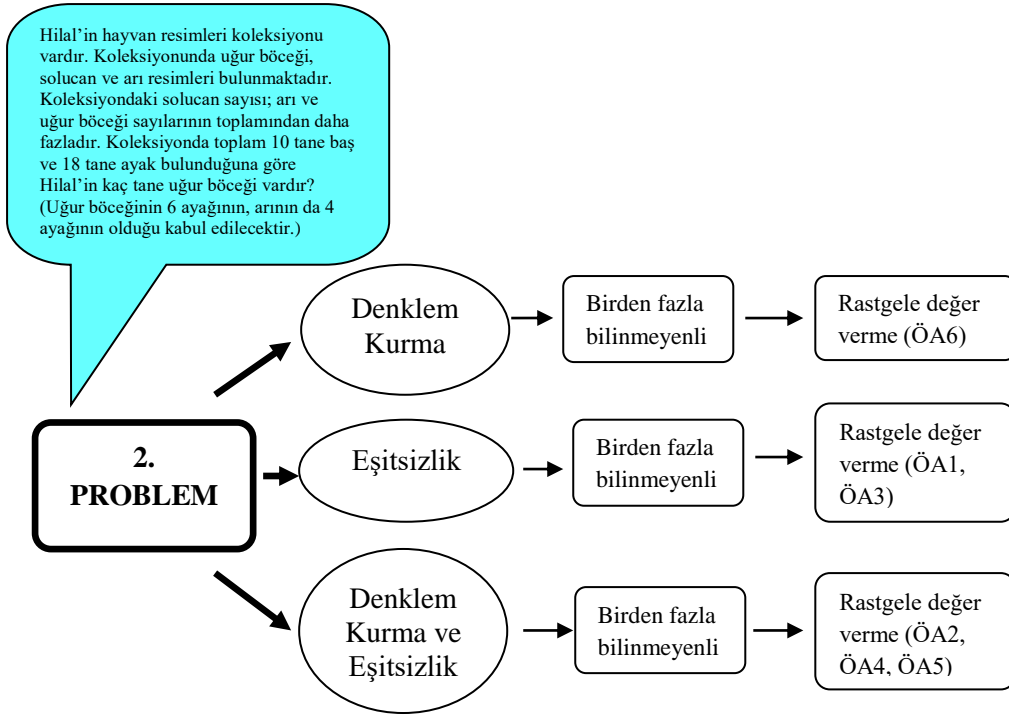 Hilal’in hayvan resimleri koleksiyonu
vardır. Koleksiyonunda uğur böceği,
solucan ve arı resimleri bulunmaktadır.
Koleksiyondaki solucan sayısı; arı ve
uğur böceği sayılarının toplamından daha
fazladır. Koleksiyonda toplam 10 tane baş
ve 18 tane ayak bulunduğuna göre
Hilal’in kaç tane uğur böceği vardır?
(Uğur böceğinin 6 ayağının, arının da 4
ayağının olduğu kabul edilecektir.)
Denklem
Kurma
Birden fazla
bilinmeyenli
Rastgele değer
verme (ÖA6)
2.
PROBLEM
Eşitsizlik
Birden fazla
bilinmeyenli
Rastgele değer
verme (ÖA1,
ÖA3)
Denklem
Kurma ve
Eşitsizlik
Birden fazla
bilinmeyenli
Rastgele değer
verme (ÖA2,
ÖA4, ÖA5)